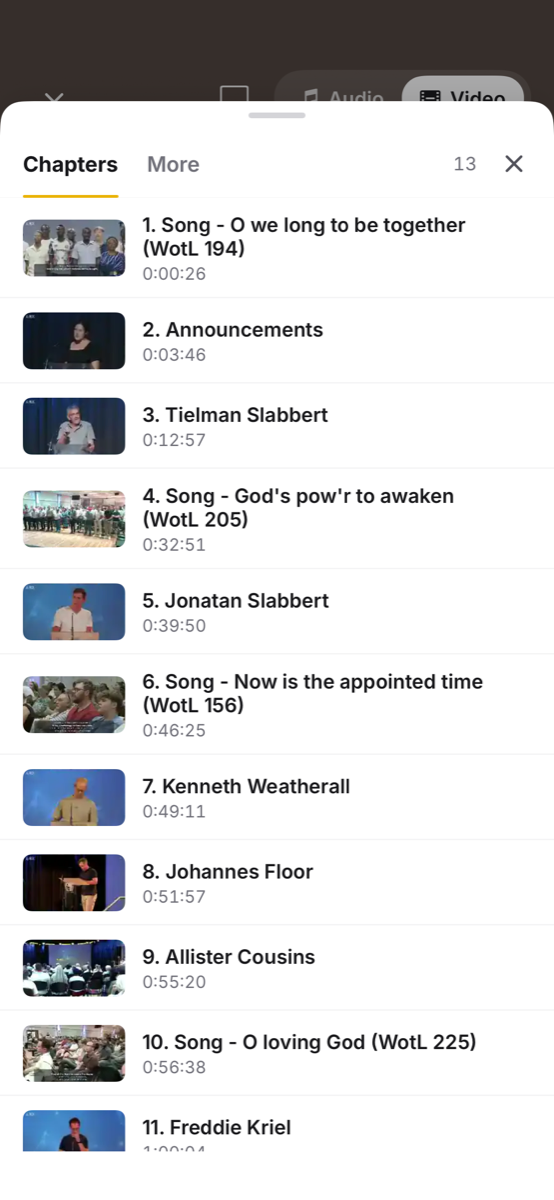 Audio
Video
Chapters
More
13
1. Song - O we long to be together
(WotL 194)
0:00:26
2. Announcements
0:03:46
3. Tielman Slabbert
0:12:57
4. Song - God's pow'r to awaken
(WotL 205)
0:32:51
5. Jonatan Slabbert
0:39:50
6. Song - Now is the appointed time
(WotL 156)
0:46:25
7. Kenneth Weatherall
0:49:11
8. Johannes Floor
0:51:57
9. Allister Cousins
0:55:20
10. Song - O loving God (WotL 225)
0:56:38
11. Freddie Kriel